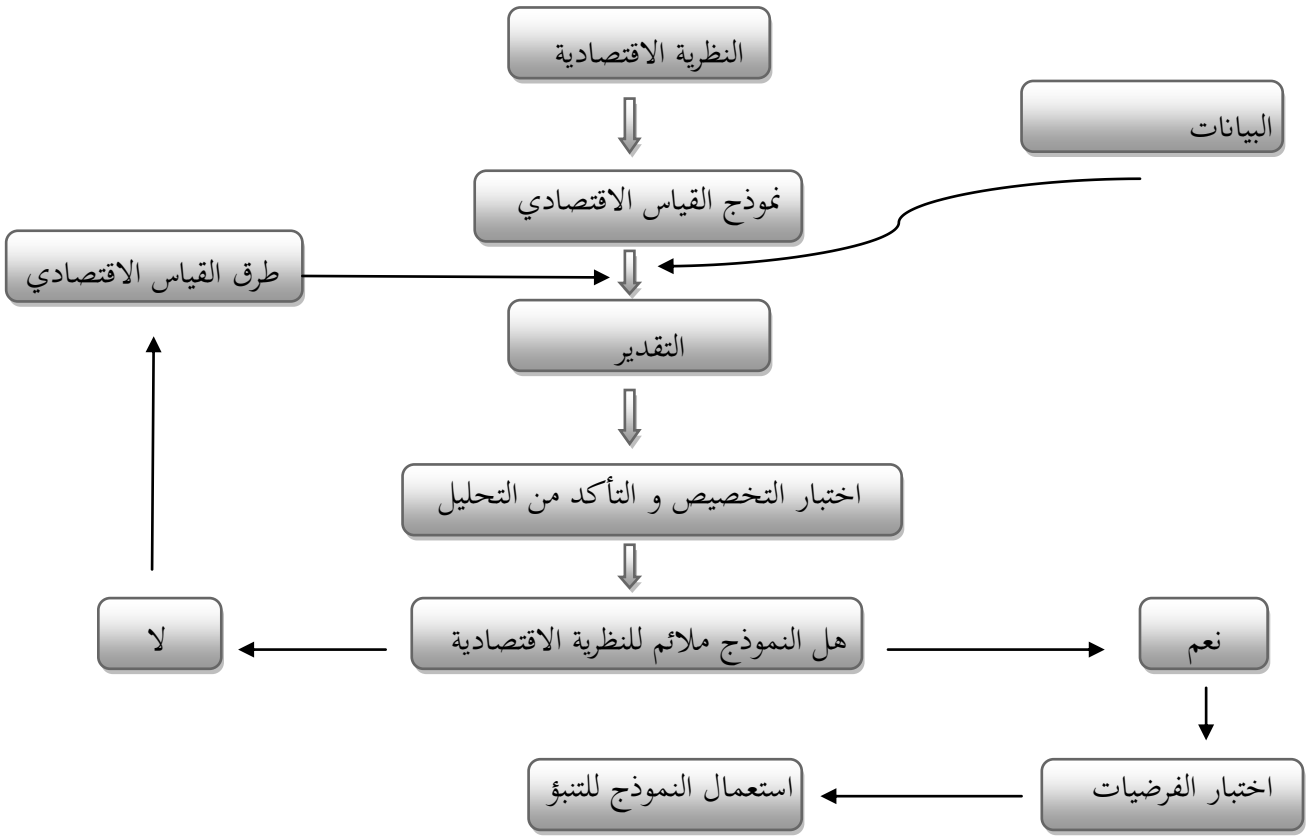 النظرية الاقتصادية
البيانات
نموذج القياس الاقتصادي
طرق القياس الاقتصادي
التقدير
اختبار التخصيص و التأكد من التحليل
هل النموذج ملائم للنظرية الاقتصادية
نعم
لا
اختبار الفرضيات
استعمال النموذج للتنبؤ